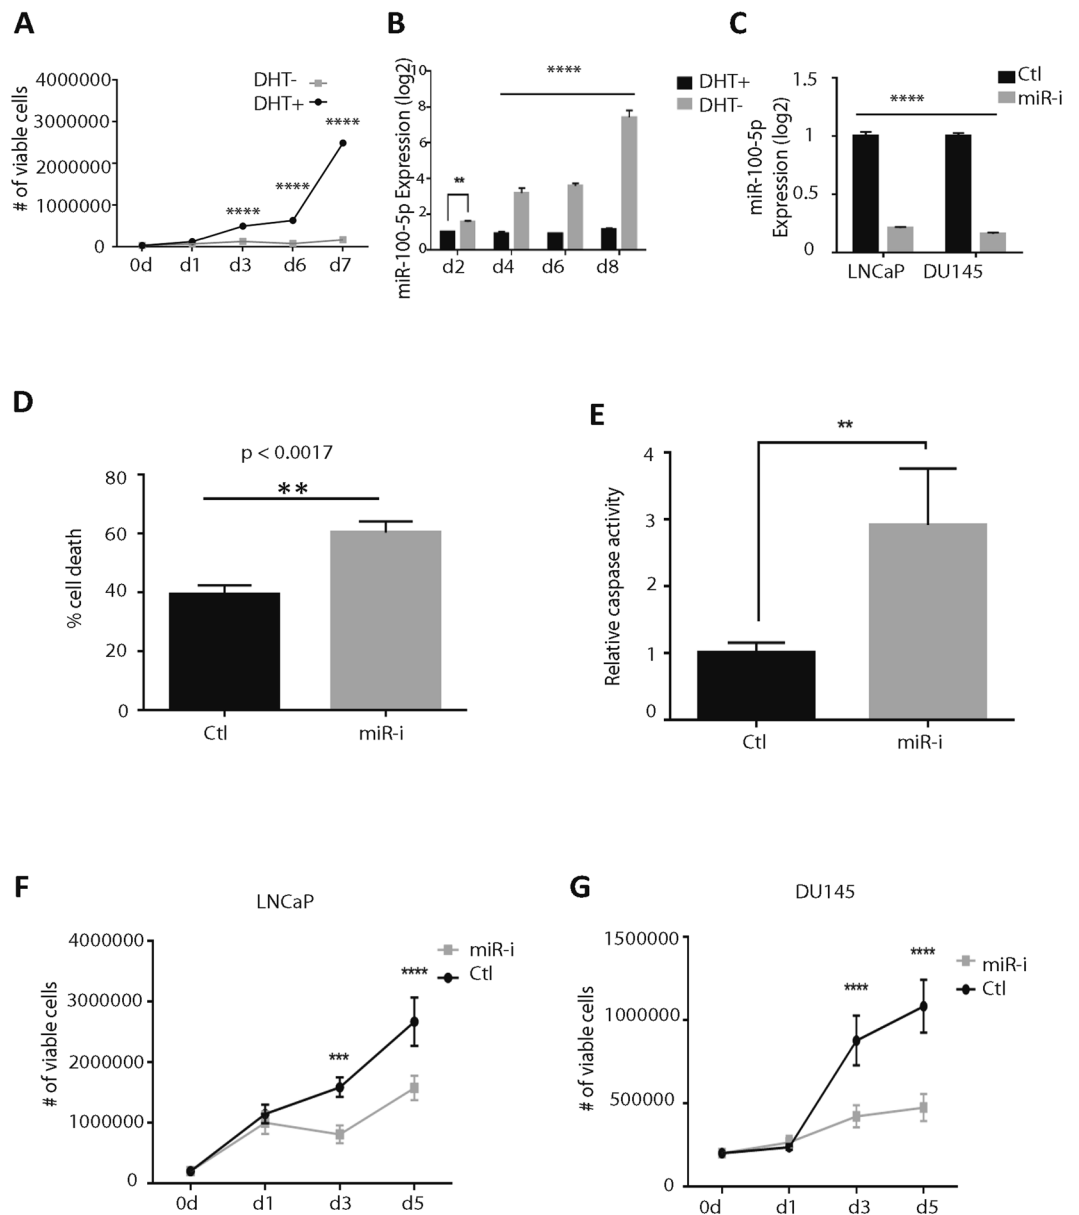 A
# of viable cells
4000000
3000000
2000000
1000000
0
DHT-
DHT+
****
****
****
0d d1 d3 d6 d7
B
miR-100-5p Expression (log2)
10
8
6
4
2
0
**
****
DHT+
DHT-
d2 d4 d6 d8
C
miR-100-5p
Expression (log2)
1.5
1
0.5
0
****
Ctl
miR-i
LNCaP DU145
D
p < 0.0017
**
% cell death
80
60
40
20
0
Ctl miR-i
E
**
Relative caspase activity
4
3
2
1
0
Ctl miR-i
F
LNCaP
# of viable cells
4000000
3000000
2000000
1000000
0
miR-i
Ctl
***
****
0d d1 d3 d5
G
DU145
# of viable cells
1500000
1000000
500000
0
miR-i
Ctl
****
****
0d d1 d3 d5